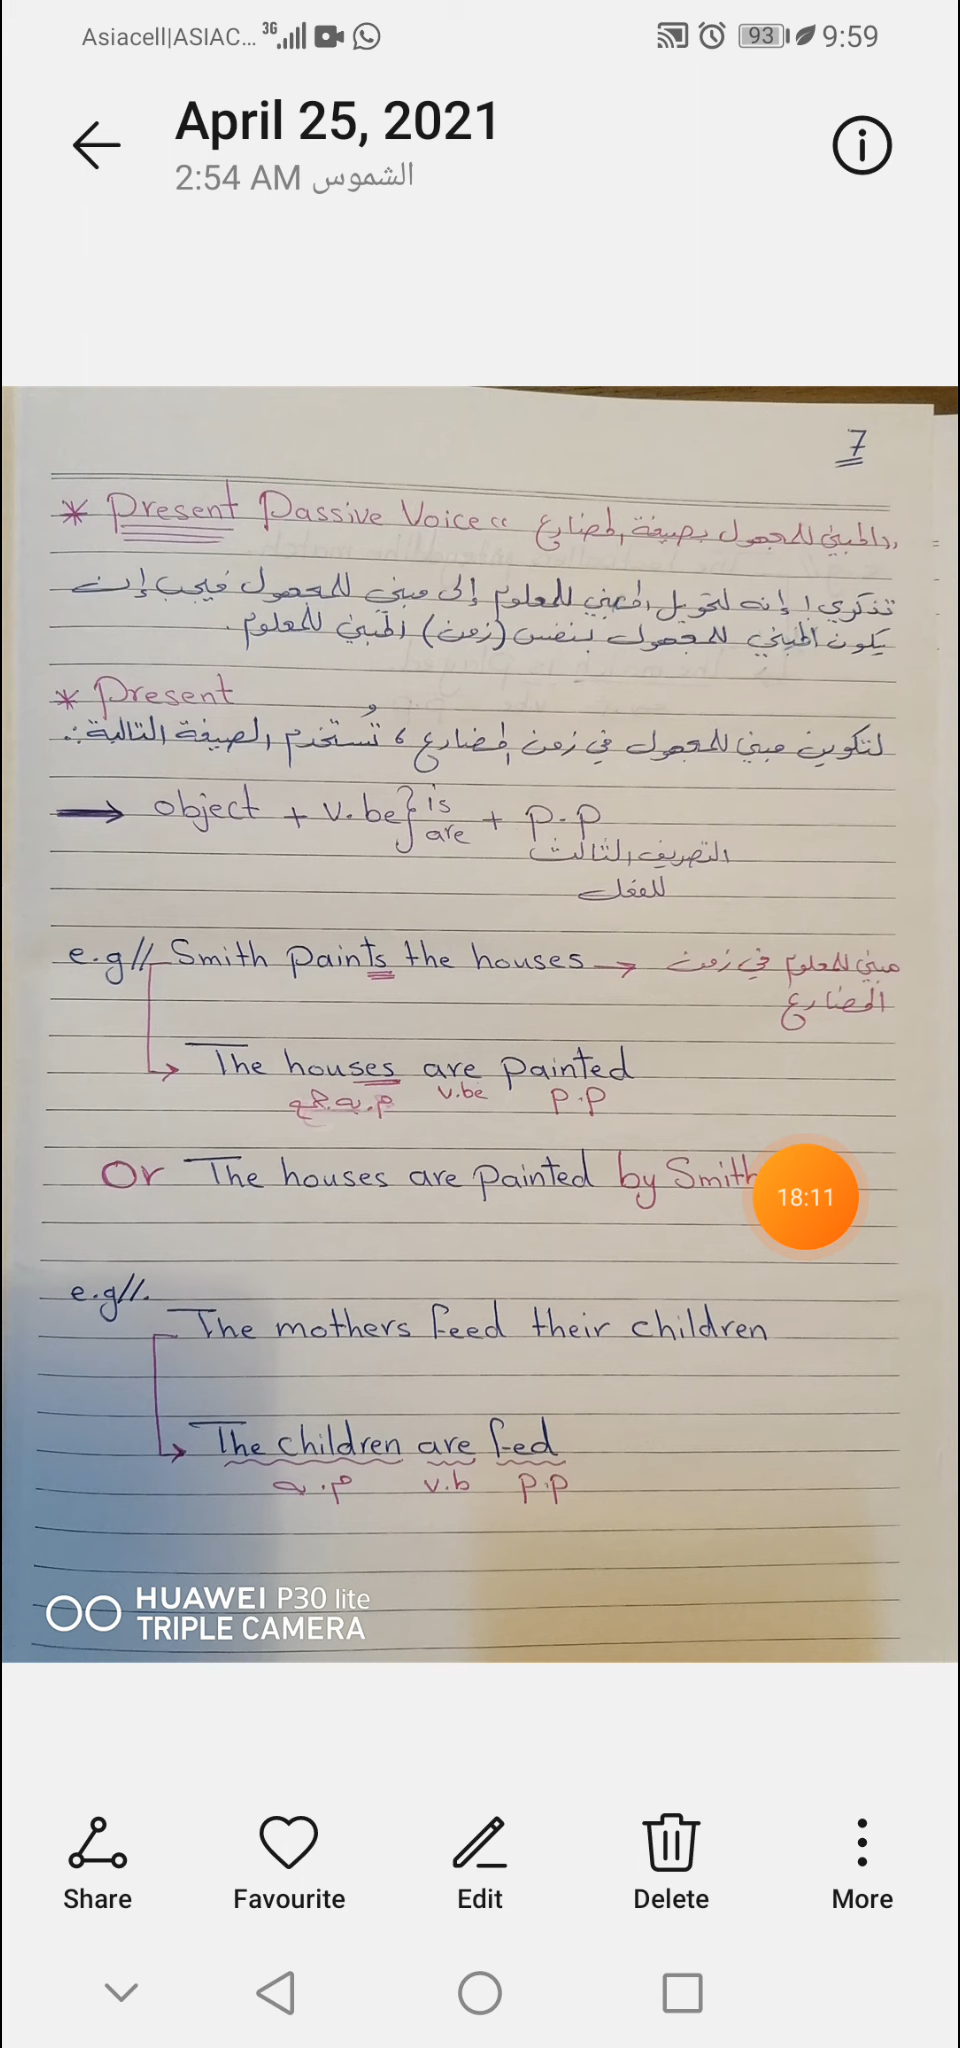 Asiacell|ASIAC... 3G 93 9:59
April 25, 2021
2:54 AM الشموس
7
* Present Passive Voice "المبني للمجهول بصيغة المضارع"
تذكري! إنه لتحويل المبني للمعلوم إلى مبني للمجهول فيجب إن
يكون المبني للمجهول بنفس (زمن) المبني للمعلوم.
* Present
لتكوين مبني للمجهول في زمن المضارع، تُستخدم الصيغة التالية:
→ object + v.be } is are + p.p
التصريف الثالث
للفعل
e.g// Smith paints the houses → مبني للمعلوم في زمن
المضارع
The houses are painted
م.به جمع v.be p.p
Or The houses are painted by Smith
18:11
e.g//.
The mothers feed their children
The children are fed
م.به v.b p.p
HUAWEI P30 lite
TRIPLE CAMERA
Share Favourite Edit Delete More